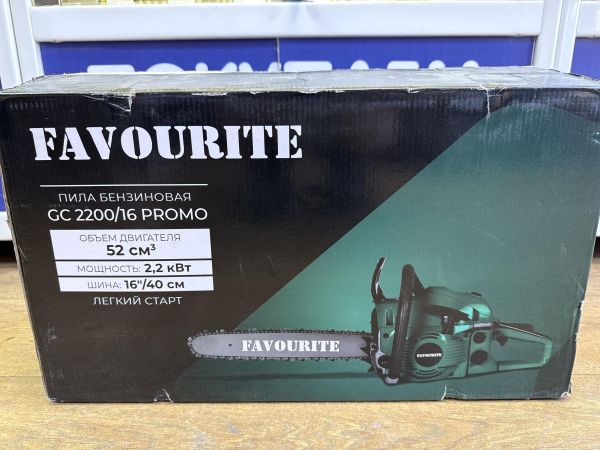 FAVOURITE
ПИЛА БЕНЗИНОВАЯ
GC 2200/16 PROMO
ОБЪЕМ ДВИГАТЕЛЯ
52 см³
МОЩНОСТЬ: 2,2 кВт
ШИНА: 16"/40 см
ЛЕГКИЙ СТАРТ
FAVOURITE
FAVOURITE